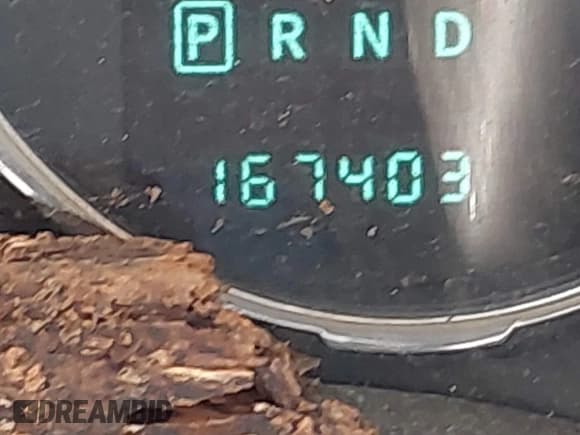 P R N D
167403
DREAMBID